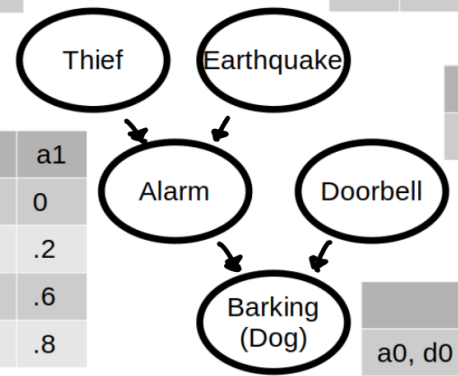 Thief
Earthquake
a1
Alarm
Doorbell
0
.2
.6
.8
Barking
(Dog)
a0, d0